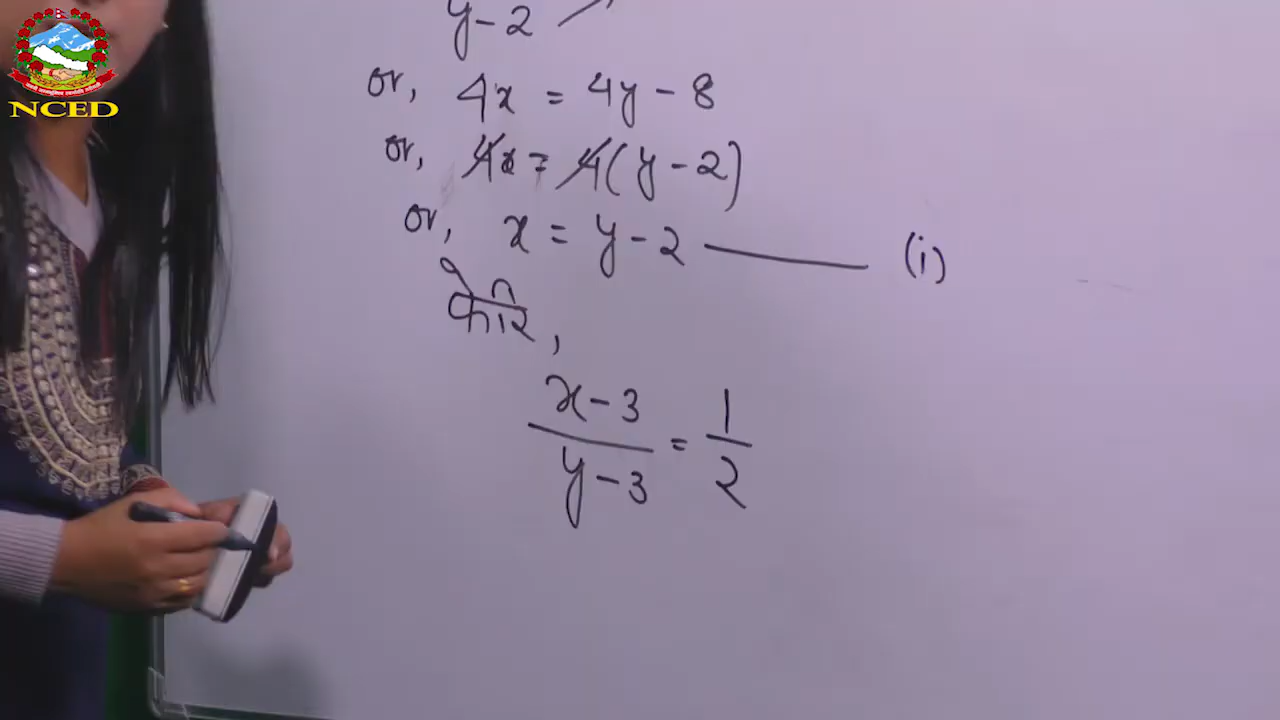 NCED
y-2
or, 4x = 4y - 8
or, 4x = 4(y-2)
or, x = y-2 ——— (i)
फेरि,
x-3
y-3
=
1
2